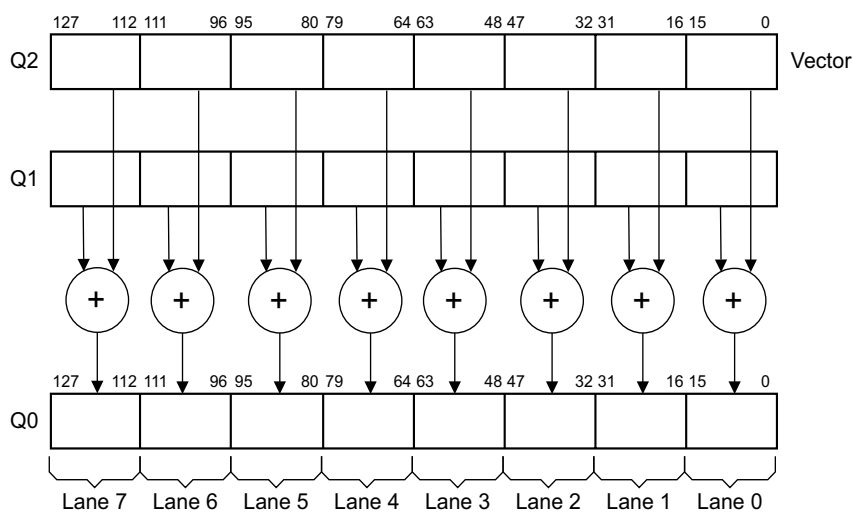 127 112 111 96 95 80 79 64 63 48 47 32 31 16 15 0
Q2 Vector
Q1
+ + + + + + + +
127 112 111 96 95 80 79 64 63 48 47 32 31 16 15 0
Q0
Lane 7 Lane 6 Lane 5 Lane 4 Lane 3 Lane 2 Lane 1 Lane 0